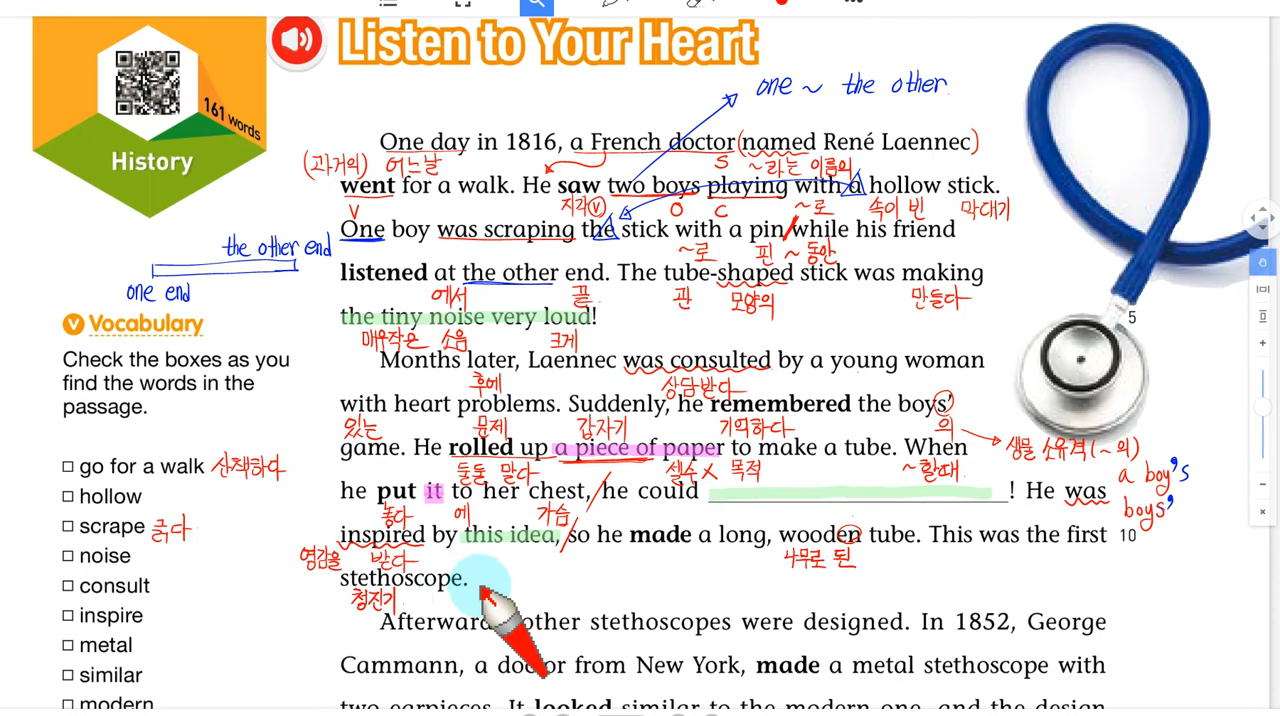 Listen to Your Heart
161 words
History
one ~ the other
One day in 1816, a French doctor (named René Laennec)
(과거의) 어느날 S ~라는 이름의
went for a walk. He saw two boys playing with a hollow stick.
V 지각ⓥ O C ~로 속이 빈 막대기
One boy was scraping the stick with a pin / while his friend
~로 핀 ~동안
the other end
one end
listened at the other end. The tube-shaped stick was making
에서 끝 관 모양의 만들다
the tiny noise very loud!
매우작은 소음 크게
Months later, Laennec was consulted by a young woman
후에 상담받다
with heart problems. Suddenly, he remembered the boys'
있는 문제 갑자기 기억하다 의
game. He rolled up a piece of paper to make a tube. When
둘둘 말다 셀수X 목적 ~할때
생물 소유격(~의)
a boy's
boys'
he put it to her chest, he could ! He was
놓다 에 가슴
inspired by this idea, / so he made a long, wooden tube. This was the first
영감을 받다 나무로 된
stethoscope.
청진기
Afterward, other stethoscopes were designed. In 1852, George
Cammann, a doctor from New York, made a metal stethoscope with
two earpieces. It looked similar to the modern one, and the design
5
10
V Vocabulary
Check the boxes as you
find the words in the
passage.
□ go for a walk 산책하다
□ hollow
□ scrape 긁다
□ noise
□ consult
□ inspire
□ metal
□ similar
□ modern